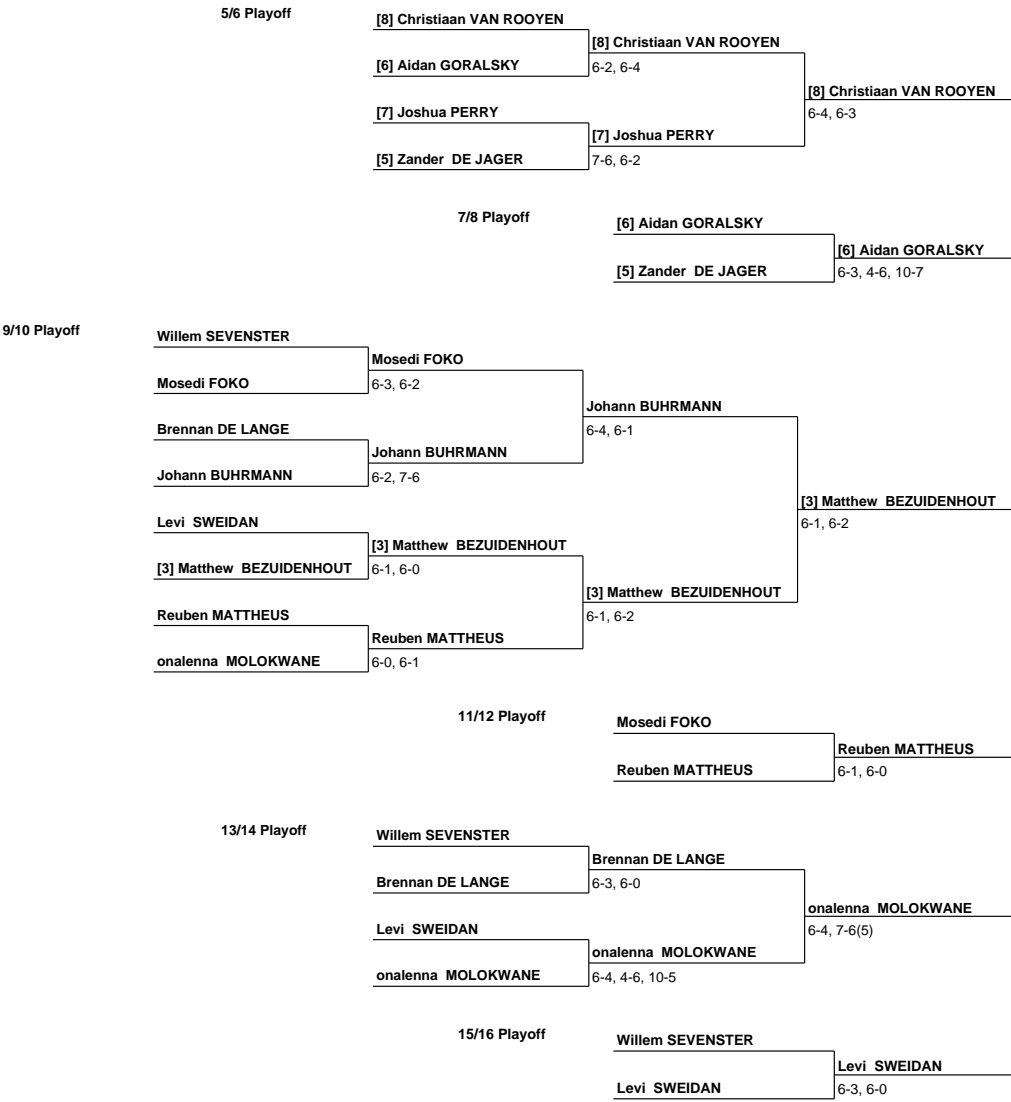 5/6 Playoff
[8] Christiaan VAN ROOYEN
[8] Christiaan VAN ROOYEN
[6] Aidan GORALSKY
6-2, 6-4
[8] Christiaan VAN ROOYEN
[7] Joshua PERRY
6-4, 6-3
[7] Joshua PERRY
[5] Zander DE JAGER
7-6, 6-2
7/8 Playoff
[6] Aidan GORALSKY
[6] Aidan GORALSKY
[5] Zander DE JAGER
6-3, 4-6, 10-7
9/10 Playoff
Willem SEVENSTER
Mosedi FOKO
Mosedi FOKO
6-3, 6-2
Johann BUHRMANN
Brennan DE LANGE
6-4, 6-1
Johann BUHRMANN
Johann BUHRMANN
6-2, 7-6
[3] Matthew BEZUIDENHOUT
Levi SWEIDAN
6-1, 6-2
[3] Matthew BEZUIDENHOUT
[3] Matthew BEZUIDENHOUT
6-1, 6-0
[3] Matthew BEZUIDENHOUT
Reuben MATTHEUS
6-1, 6-2
Reuben MATTHEUS
onalenna MOLOKWANE
6-0, 6-1
11/12 Playoff
Mosedi FOKO
Reuben MATTHEUS
Reuben MATTHEUS
6-1, 6-0
13/14 Playoff
Willem SEVENSTER
Brennan DE LANGE
Brennan DE LANGE
6-3, 6-0
onalenna MOLOKWANE
Levi SWEIDAN
6-4, 7-6(5)
onalenna MOLOKWANE
onalenna MOLOKWANE
6-4, 4-6, 10-5
15/16 Playoff
Willem SEVENSTER
Levi SWEIDAN
Levi SWEIDAN
6-3, 6-0